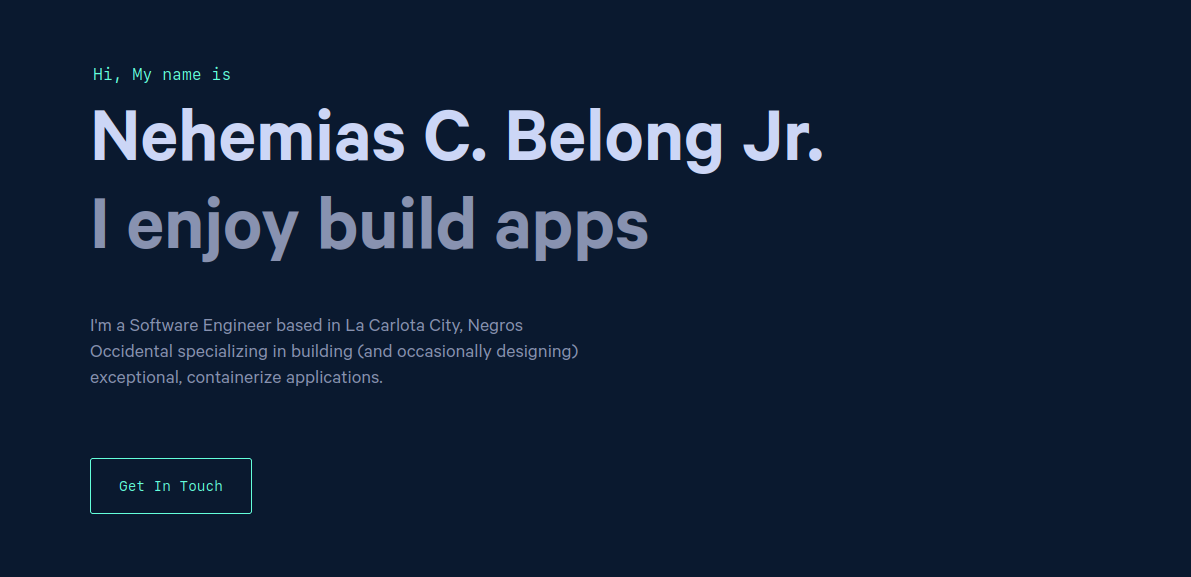 Hi, My name is
Nehemias C. Belong Jr.
I enjoy build apps
I'm a Software Engineer based in La Carlota City, Negros
Occidental specializing in building (and occasionally designing)
exceptional, containerize applications.
Get In Touch